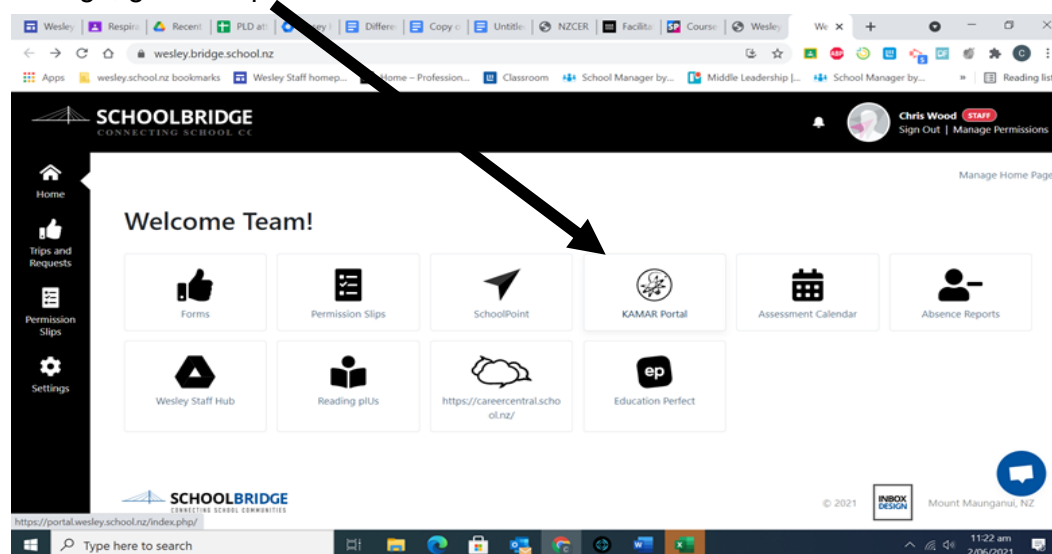 Wesley Respira Recent PLD att Differe Copy o Untitle NZCER Facilita SP Course Wesley We
wesley.bridge.school.nz
Apps wesley.school.nz bookmarks Wesley Staff homep... Home – Profession... Classroom School Manager by... Middle Leadership |... School Manager by... » Reading list
SCHOOLBRIDGE
CONNECTING SCHOOL CC
Chris Wood STAFF
Sign Out | Manage Permissions
Manage Home Page
Home
Trips and
Requests
Permission
Slips
Settings
Welcome Team!
Forms
Permission Slips
SchoolPoint
KAMAR Portal
Assessment Calendar
Absence Reports
Wesley Staff Hub
Reading plUs
https://careercentral.scho
ol.nz/
ep
Education Perfect
SCHOOLBRIDGE
CONNECTING SCHOOL COMMUNITIES
© 2021
INBOX
DESIGN
Mount Maunganui, NZ
https://portal.wesley.school.nz/index.php/
Type here to search
11:22 am
2/06/2021